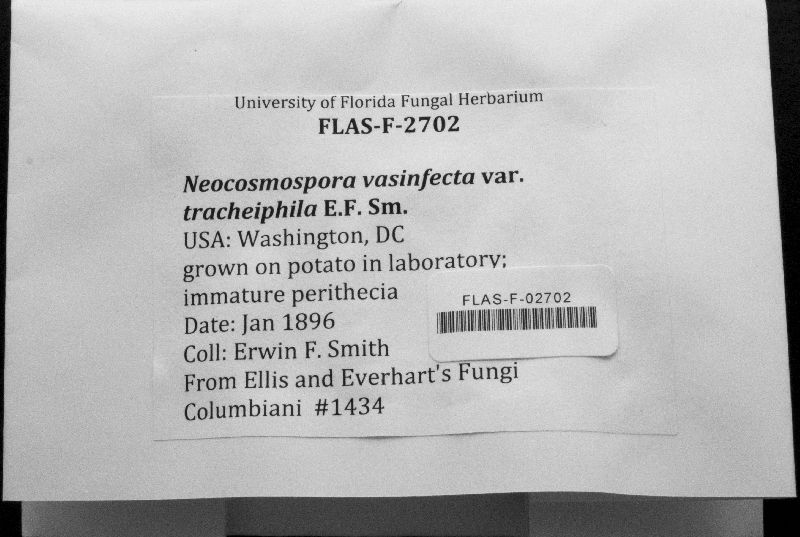 University of Florida Fungal Herbarium
FLAS-F-2702
Neocosmospora vasinfecta var.
tracheiphila E.F. Sm.
USA: Washington, DC
grown on potato in laboratory;
immature perithecia
Date: Jan 1896
Coll: Erwin F. Smith
From Ellis and Everhart's Fungi
Columbiani #1434
FLAS-F-02702